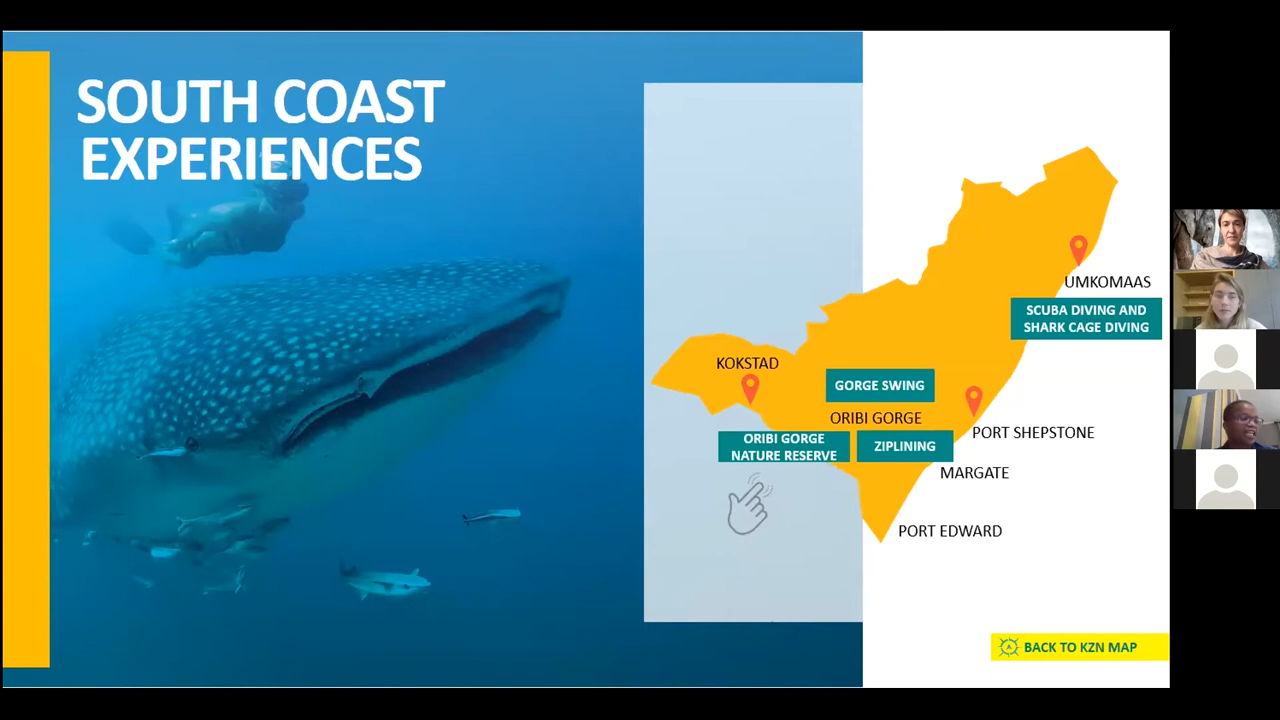 SOUTH COAST
EXPERIENCES
UMKOMAAS
SCUBA DIVING AND
SHARK CAGE DIVING
KOKSTAD
GORGE SWING
ORIBI GORGE
PORT SHEPSTONE
ORIBI GORGE
NATURE RESERVE
ZIPLINING
MARGATE
PORT EDWARD
BACK TO KZN MAP